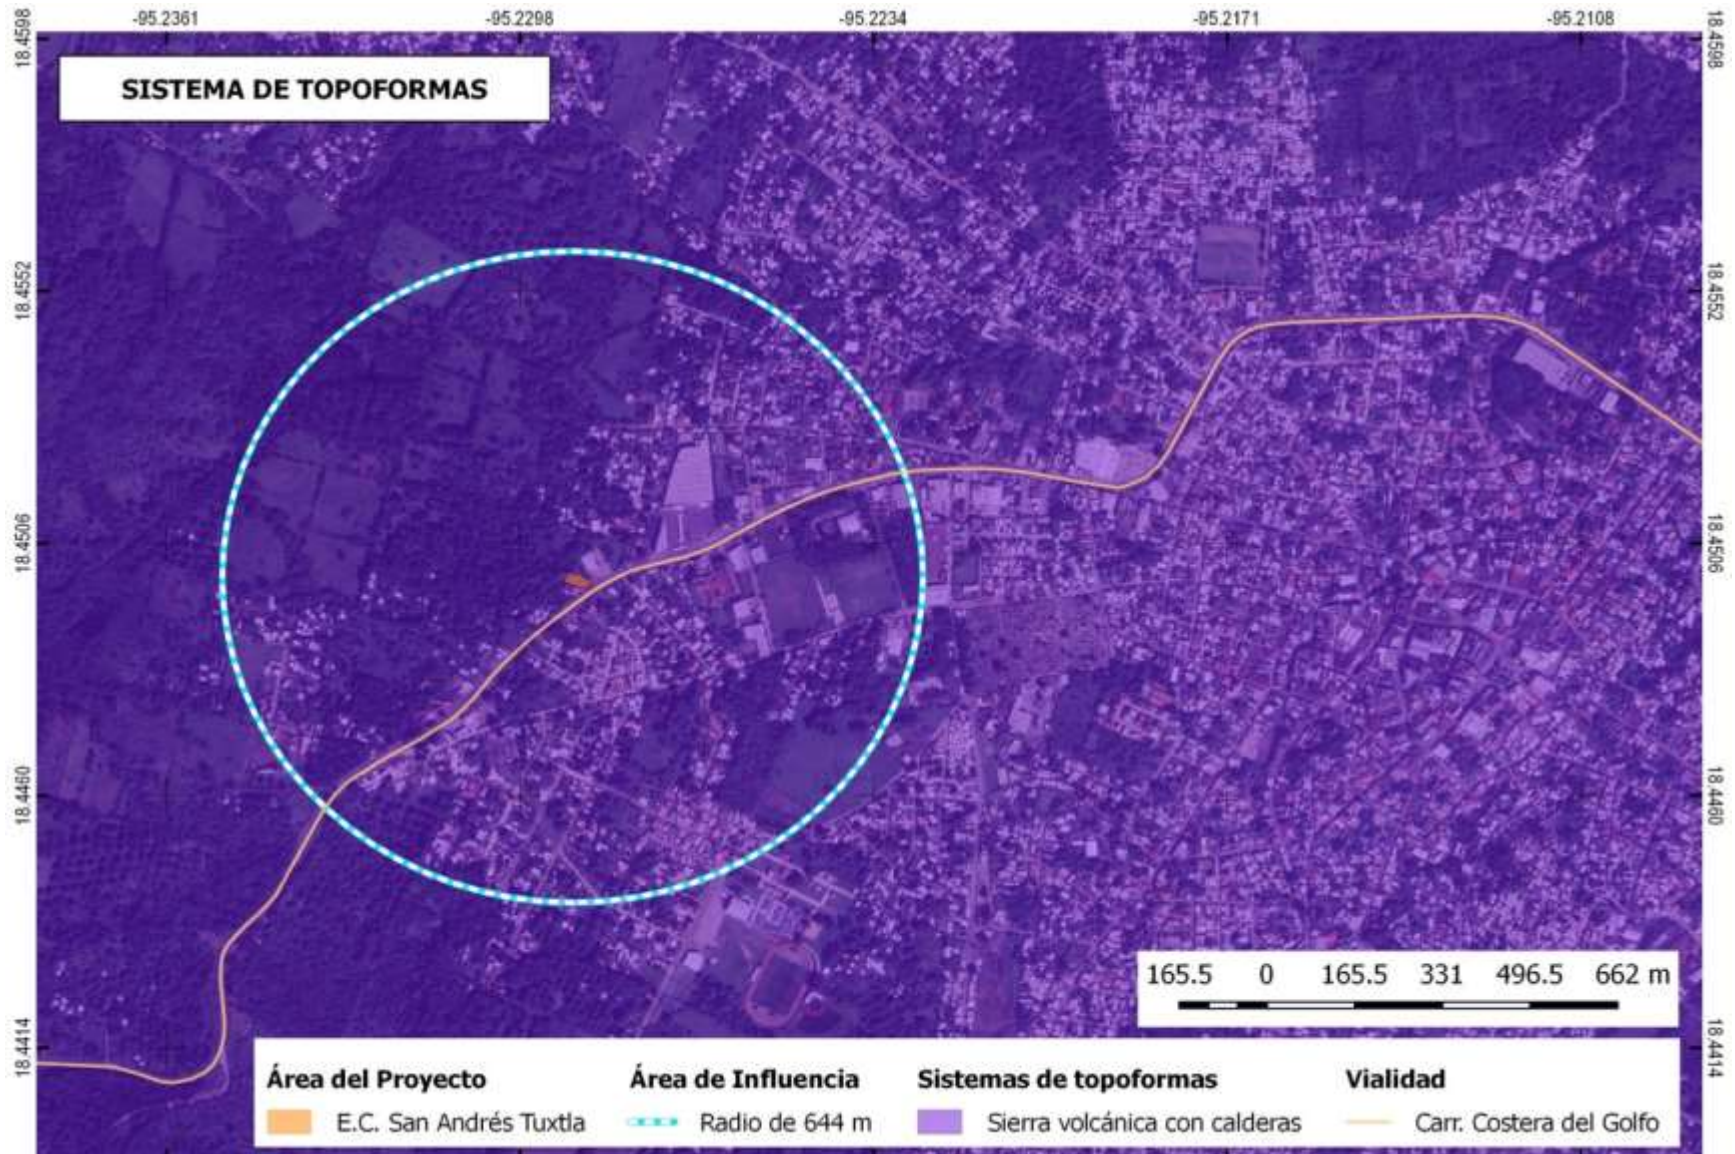 -95.2361 -95.2298 -95.2234 -95.2171 -95.2108
18.4598 18.4598
SISTEMA DE TOPOFORMAS
18.4552 18.4552
18.4506 18.4506
18.4460 18.4460
165.5 0 165.5 331 496.5 662 m
18.4414 18.4414
Área del Proyecto Área de Influencia Sistemas de topoformas Vialidad
E.C. San Andrés Tuxtla Radio de 644 m Sierra volcánica con calderas Carr. Costera del Golfo